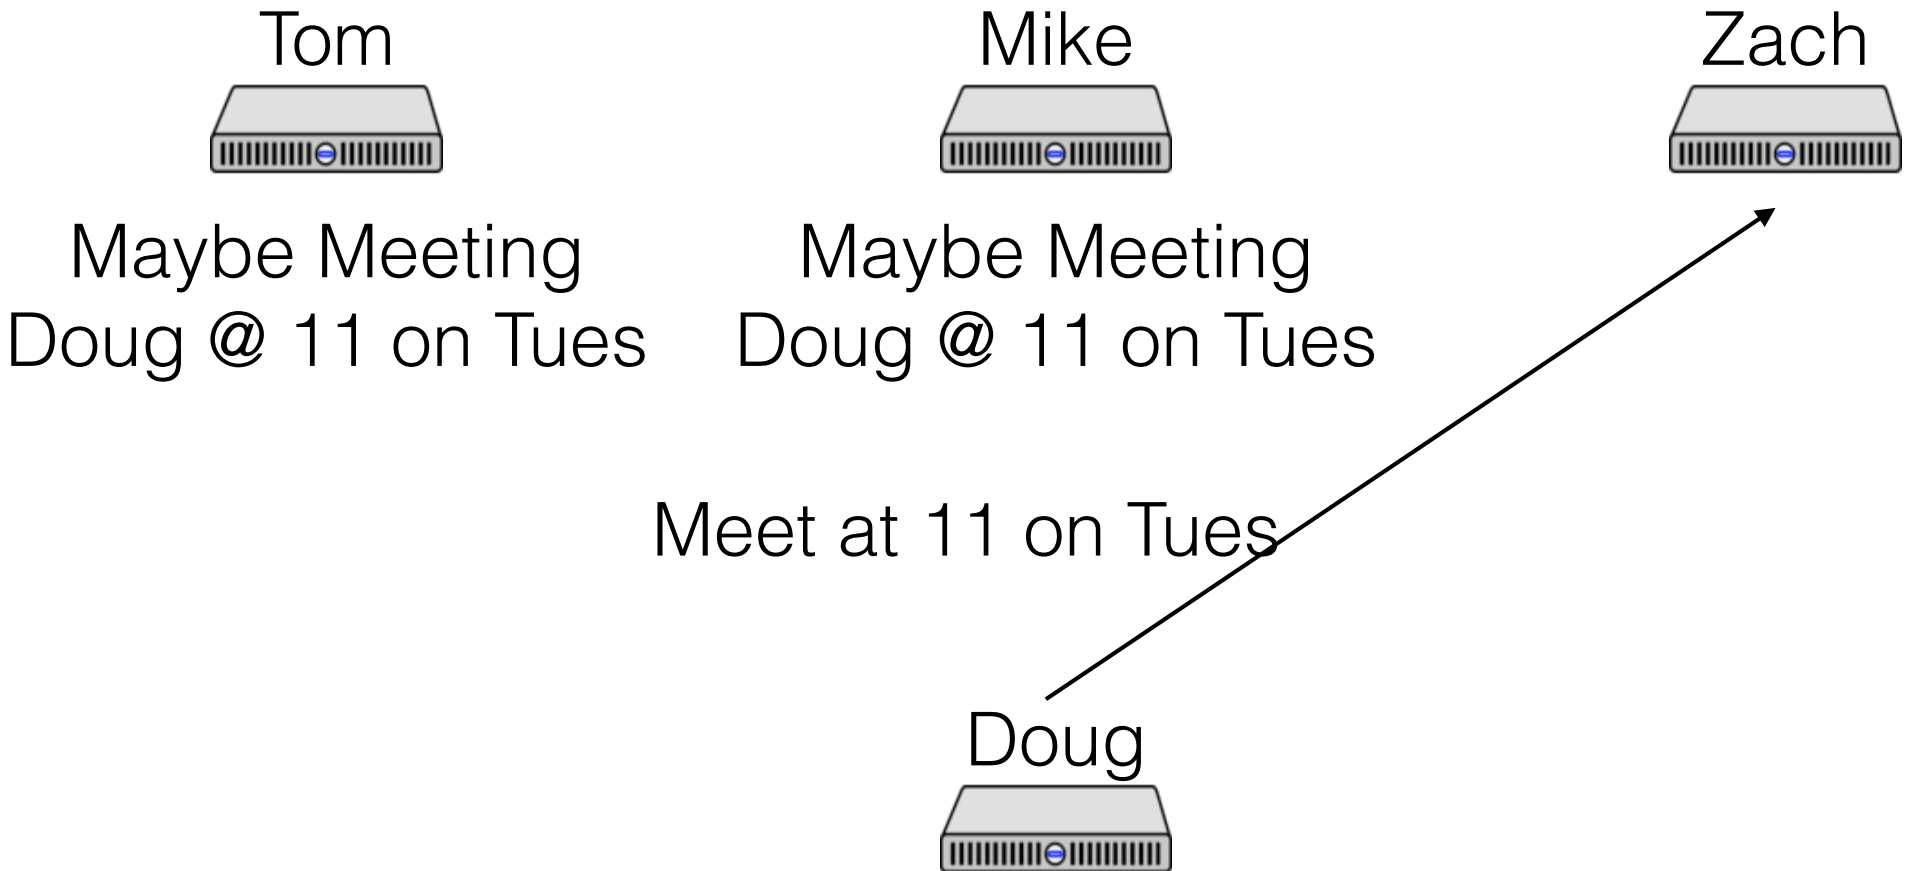 Tom
Mike
Zach
Maybe Meeting
Doug @ 11 on Tues
Maybe Meeting
Doug @ 11 on Tues
Meet at 11 on Tues
Doug